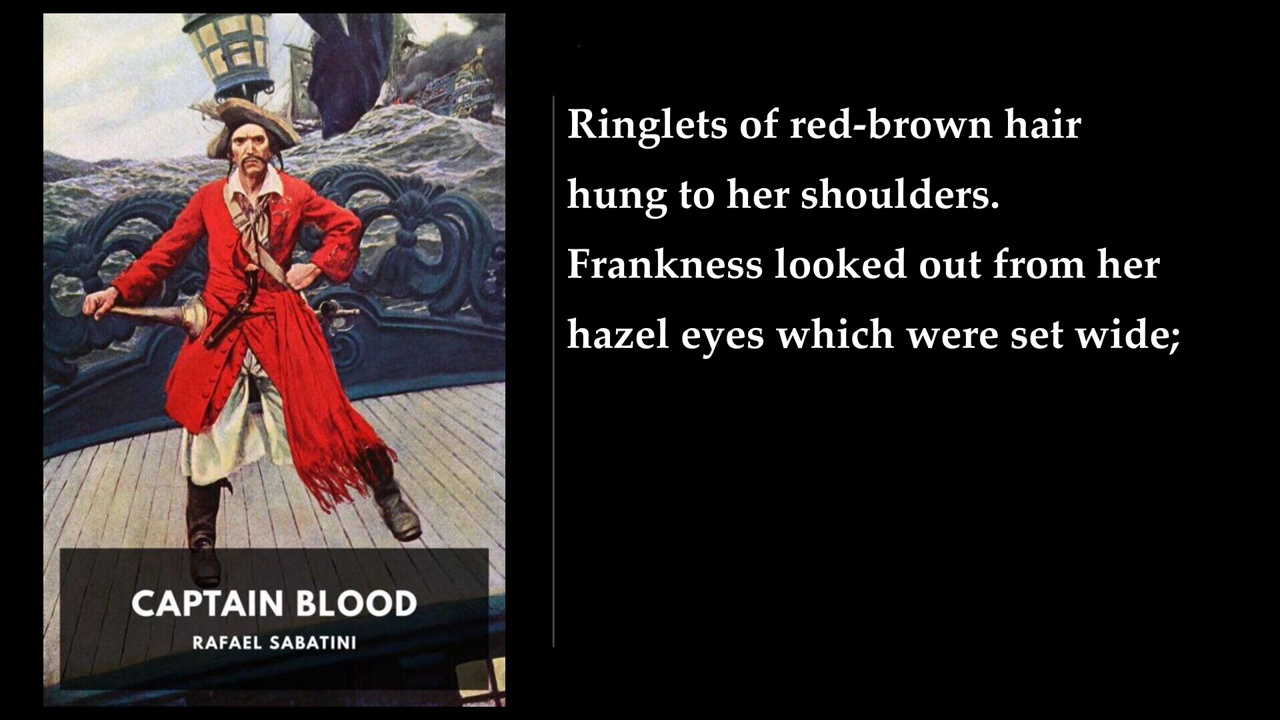 Ringlets of red-brown hair
hung to her shoulders.
Frankness looked out from her
hazel eyes which were set wide;
CAPTAIN BLOOD
RAFAEL SABATINI